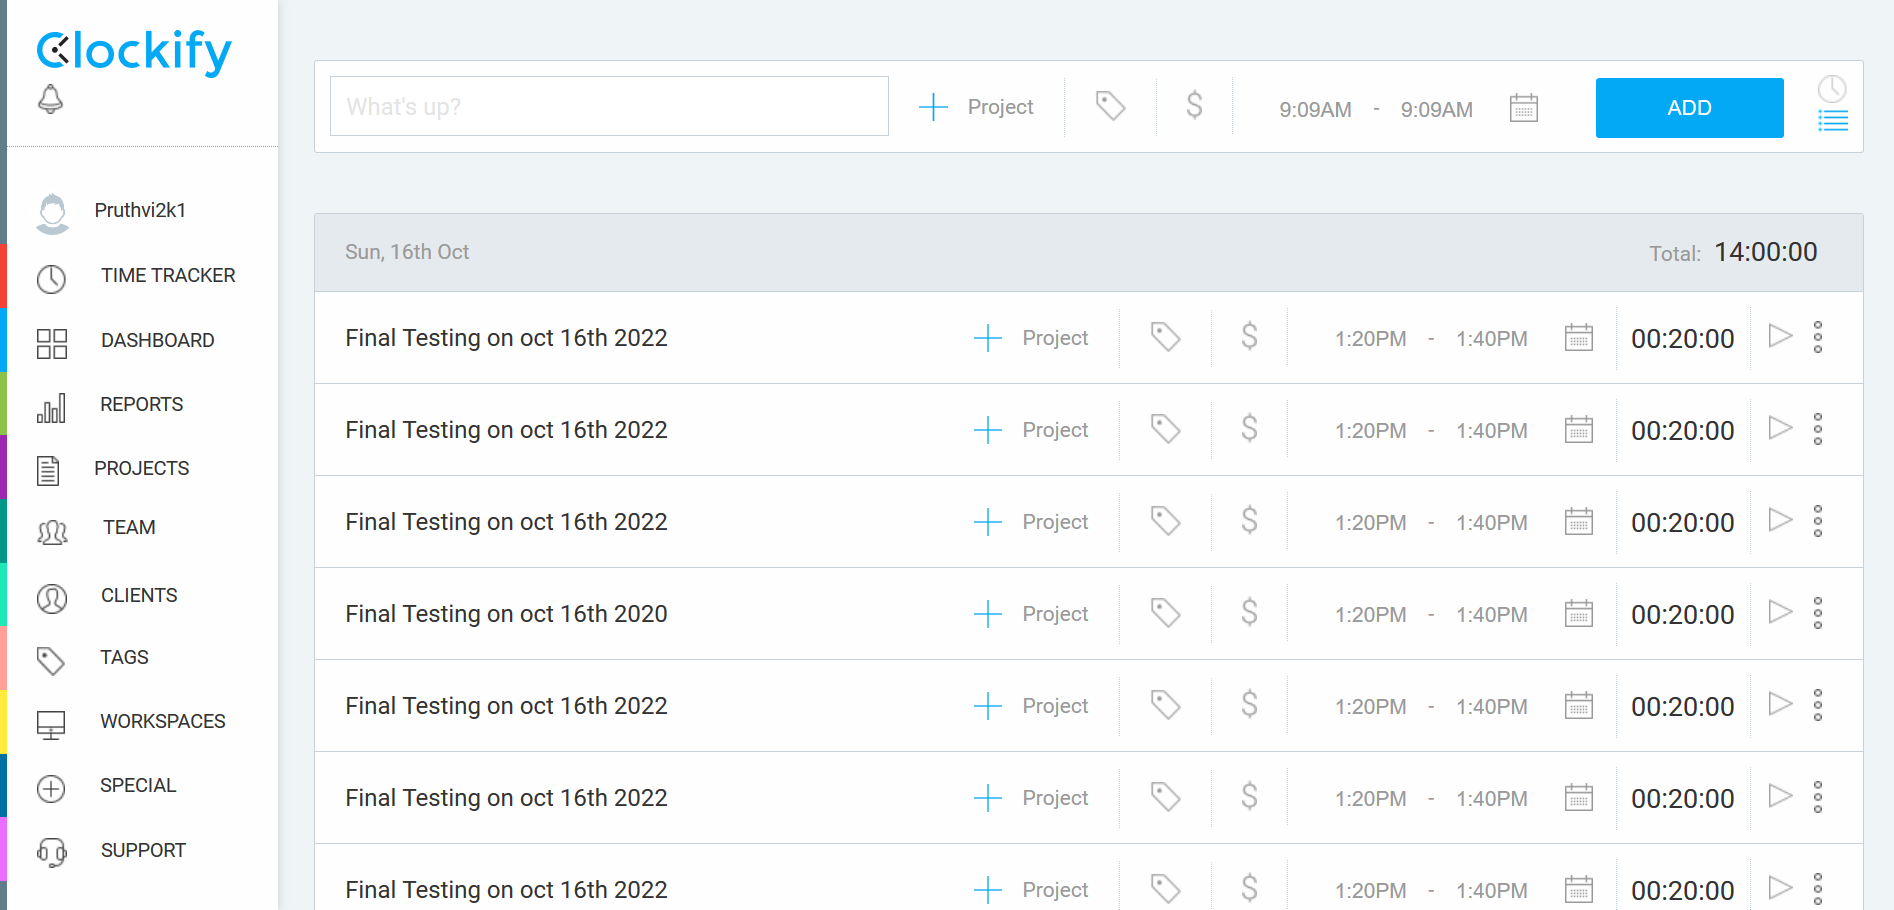 Clockify
Pruthvi2k1
TIME TRACKER
DASHBOARD
REPORTS
PROJECTS
TEAM
CLIENTS
TAGS
WORKSPACES
SPECIAL
SUPPORT
What's up? Project $ 9:09AM - 9:09AM ADD
Sun, 16th Oct Total: 14:00:00
Final Testing on oct 16th 2022 Project $ 1:20PM - 1:40PM 00:20:00
Final Testing on oct 16th 2022 Project $ 1:20PM - 1:40PM 00:20:00
Final Testing on oct 16th 2022 Project $ 1:20PM - 1:40PM 00:20:00
Final Testing on oct 16th 2020 Project $ 1:20PM - 1:40PM 00:20:00
Final Testing on oct 16th 2022 Project $ 1:20PM - 1:40PM 00:20:00
Final Testing on oct 16th 2022 Project $ 1:20PM - 1:40PM 00:20:00
Final Testing on oct 16th 2022 Project $ 1:20PM - 1:40PM 00:20:00